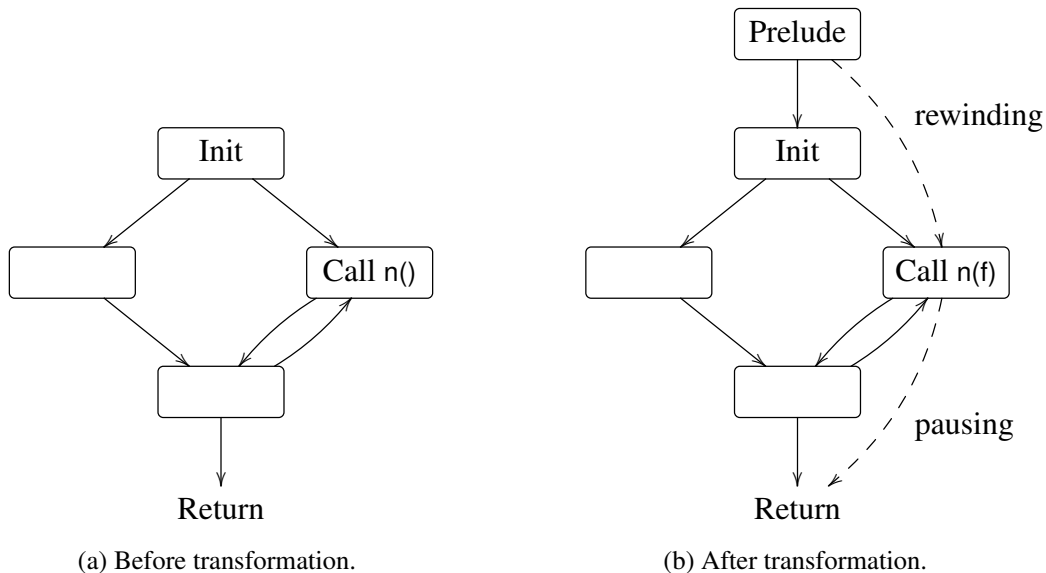 Prelude
rewinding
Init
Init
Call n()
Call n(f)
pausing
Return
Return
(a) Before transformation.
(b) After transformation.